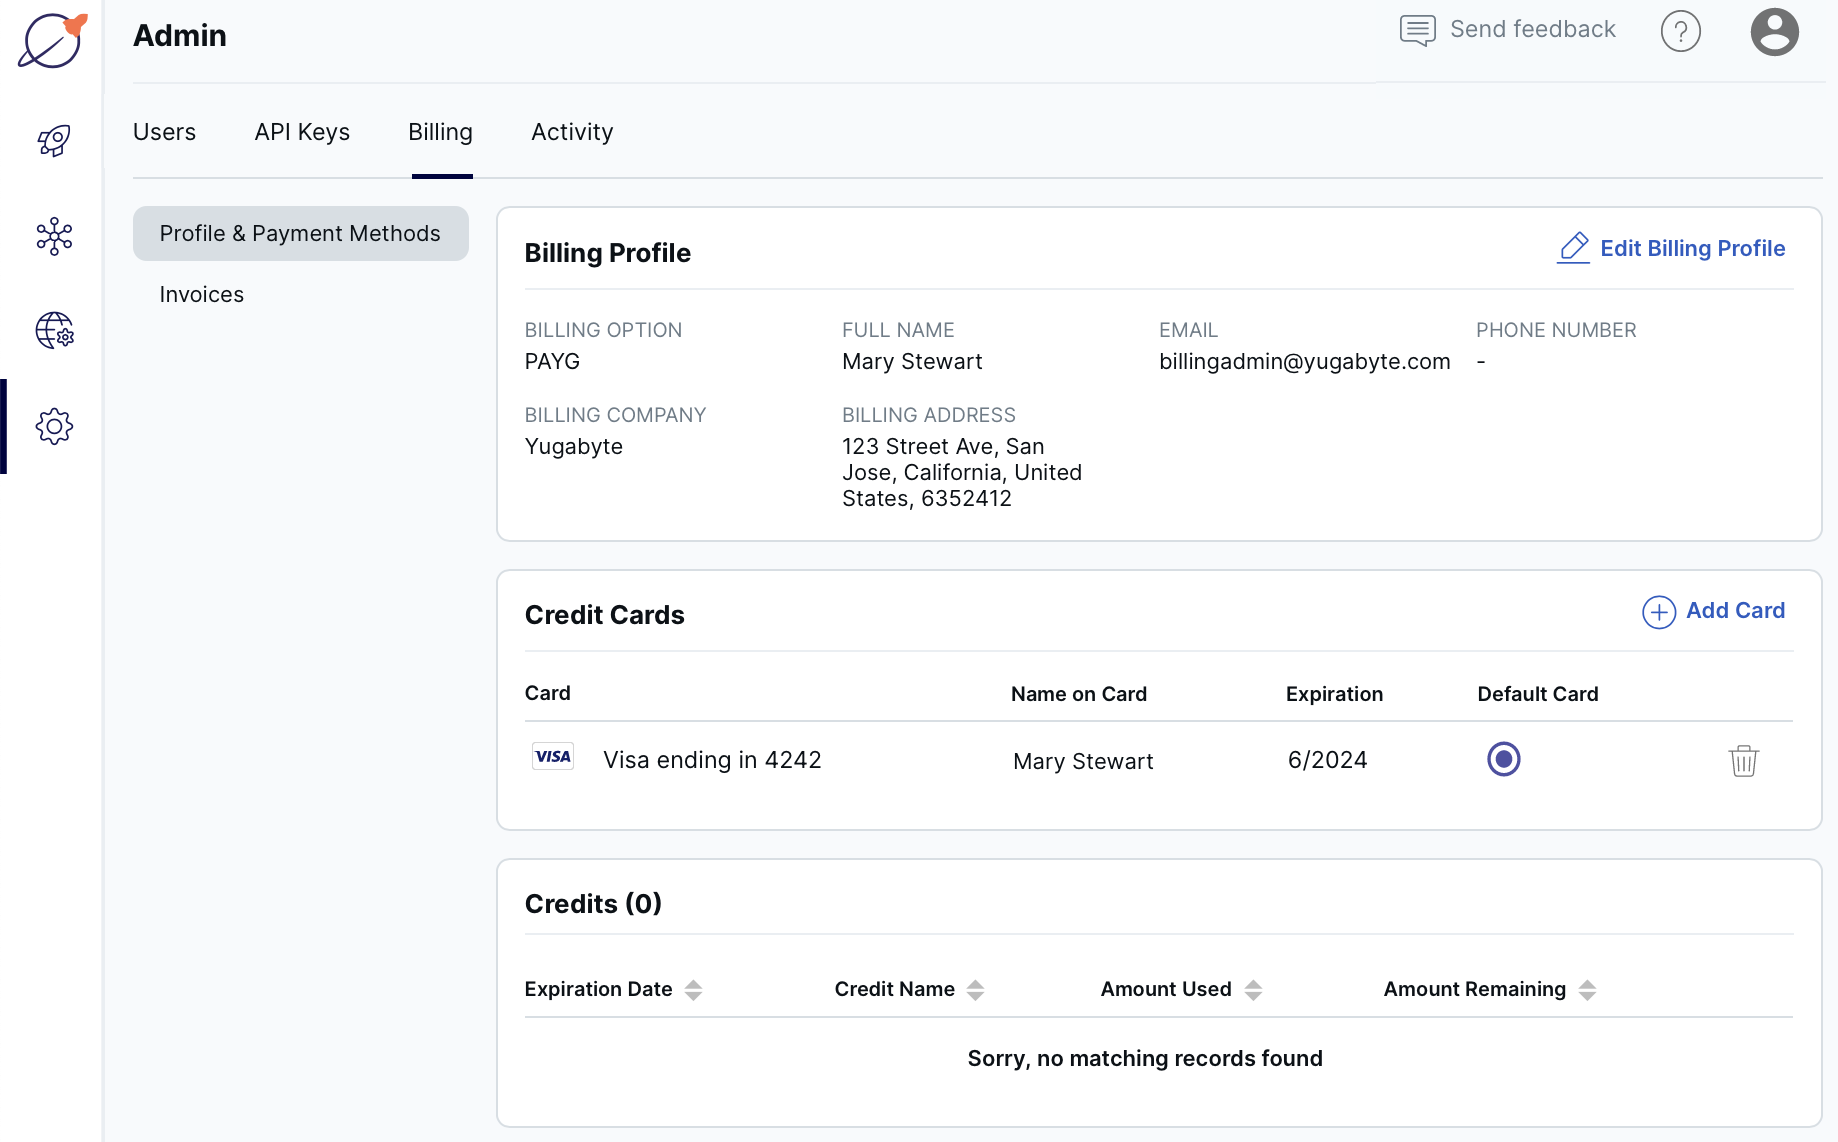 Admin
Send feedback
?
Users
API Keys
Billing
Activity
Profile & Payment Methods
Invoices
Billing Profile
Edit Billing Profile
BILLING OPTION
PAYG
FULL NAME
Mary Stewart
EMAIL
billingadmin@yugabyte.com
PHONE NUMBER
-
BILLING COMPANY
Yugabyte
BILLING ADDRESS
123 Street Ave, San
Jose, California, United
States, 6352412
Credit Cards
Add Card
Card
Name on Card
Expiration
Default Card
VISA
Visa ending in 4242
Mary Stewart
6/2024
Credits (0)
Expiration Date
Credit Name
Amount Used
Amount Remaining
Sorry, no matching records found